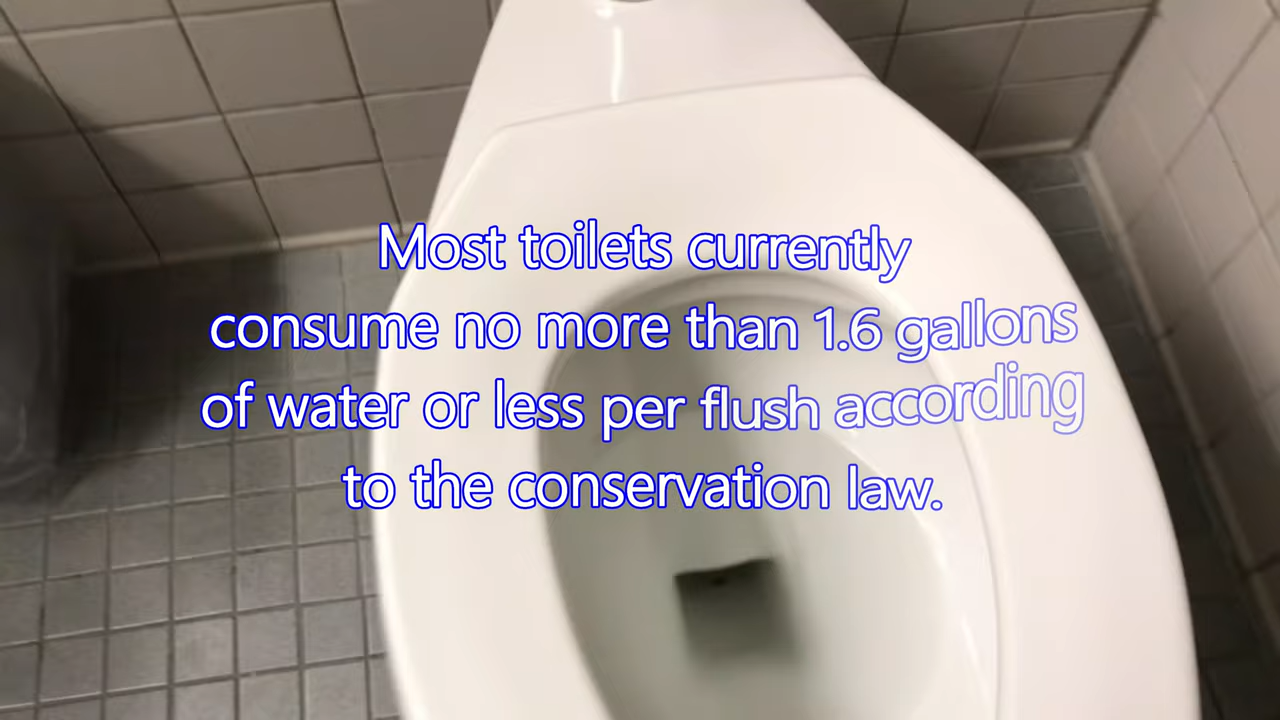 Most toilets currently
consume no more than 1.6 gallons
of water or less per flush according
to the conservation law.